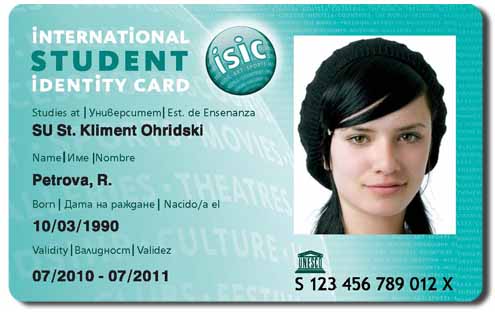 iNTERNATIONAL
STUDENT
iDENTITY CARD
isic
Studies at | Университет | Est. de Ensenanza
SU St. Kliment Ohridski
Name | Име | Nombre
Petrova, R.
Born | Дата на раждане | Nacido/a el
10/03/1990
Validity | Валидност | Validez
07/2010 - 07/2011
UNESCO
S 123 456 789 012 X